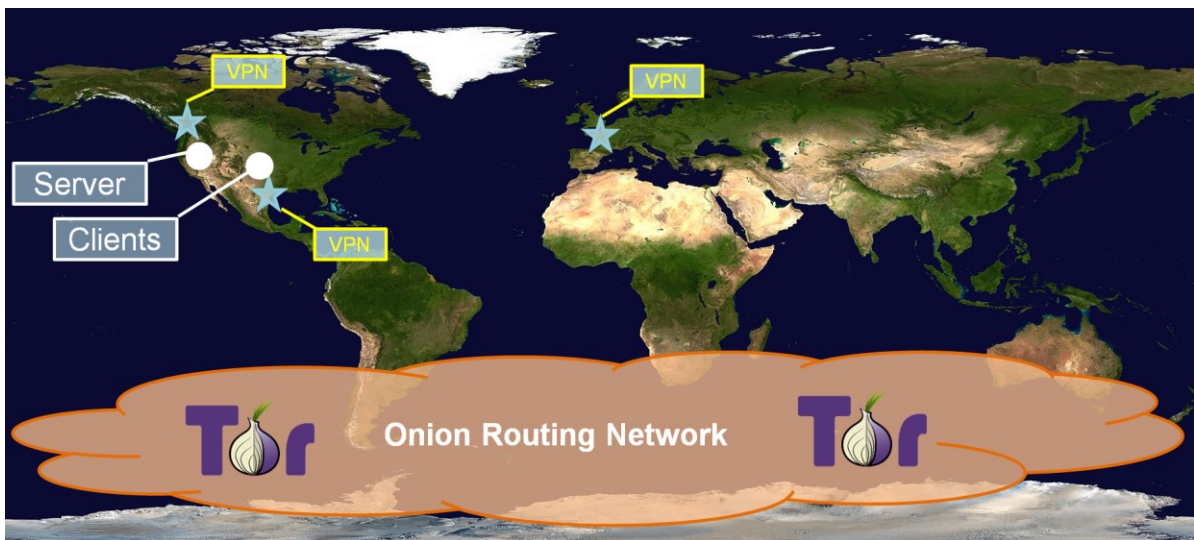 VPN
VPN
Server
Clients
VPN
Tor
Onion Routing Network
Tor